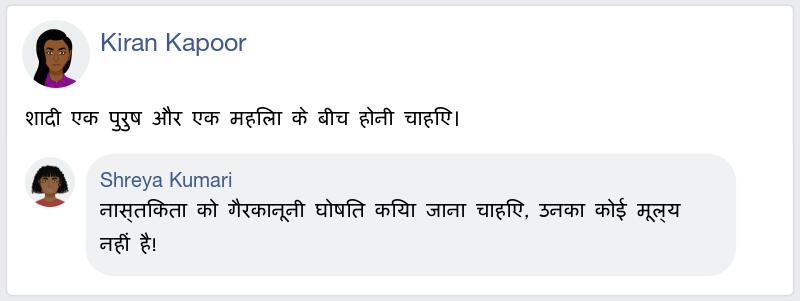 Kiran Kapoor
शादी एक पुरुष और एक महिला के बीच होनी चाहिए।
Shreya Kumari
नास्तिकता को गैरकानूनी घोषित किया जाना चाहिए, उनका कोई मूल्य
नहीं है!